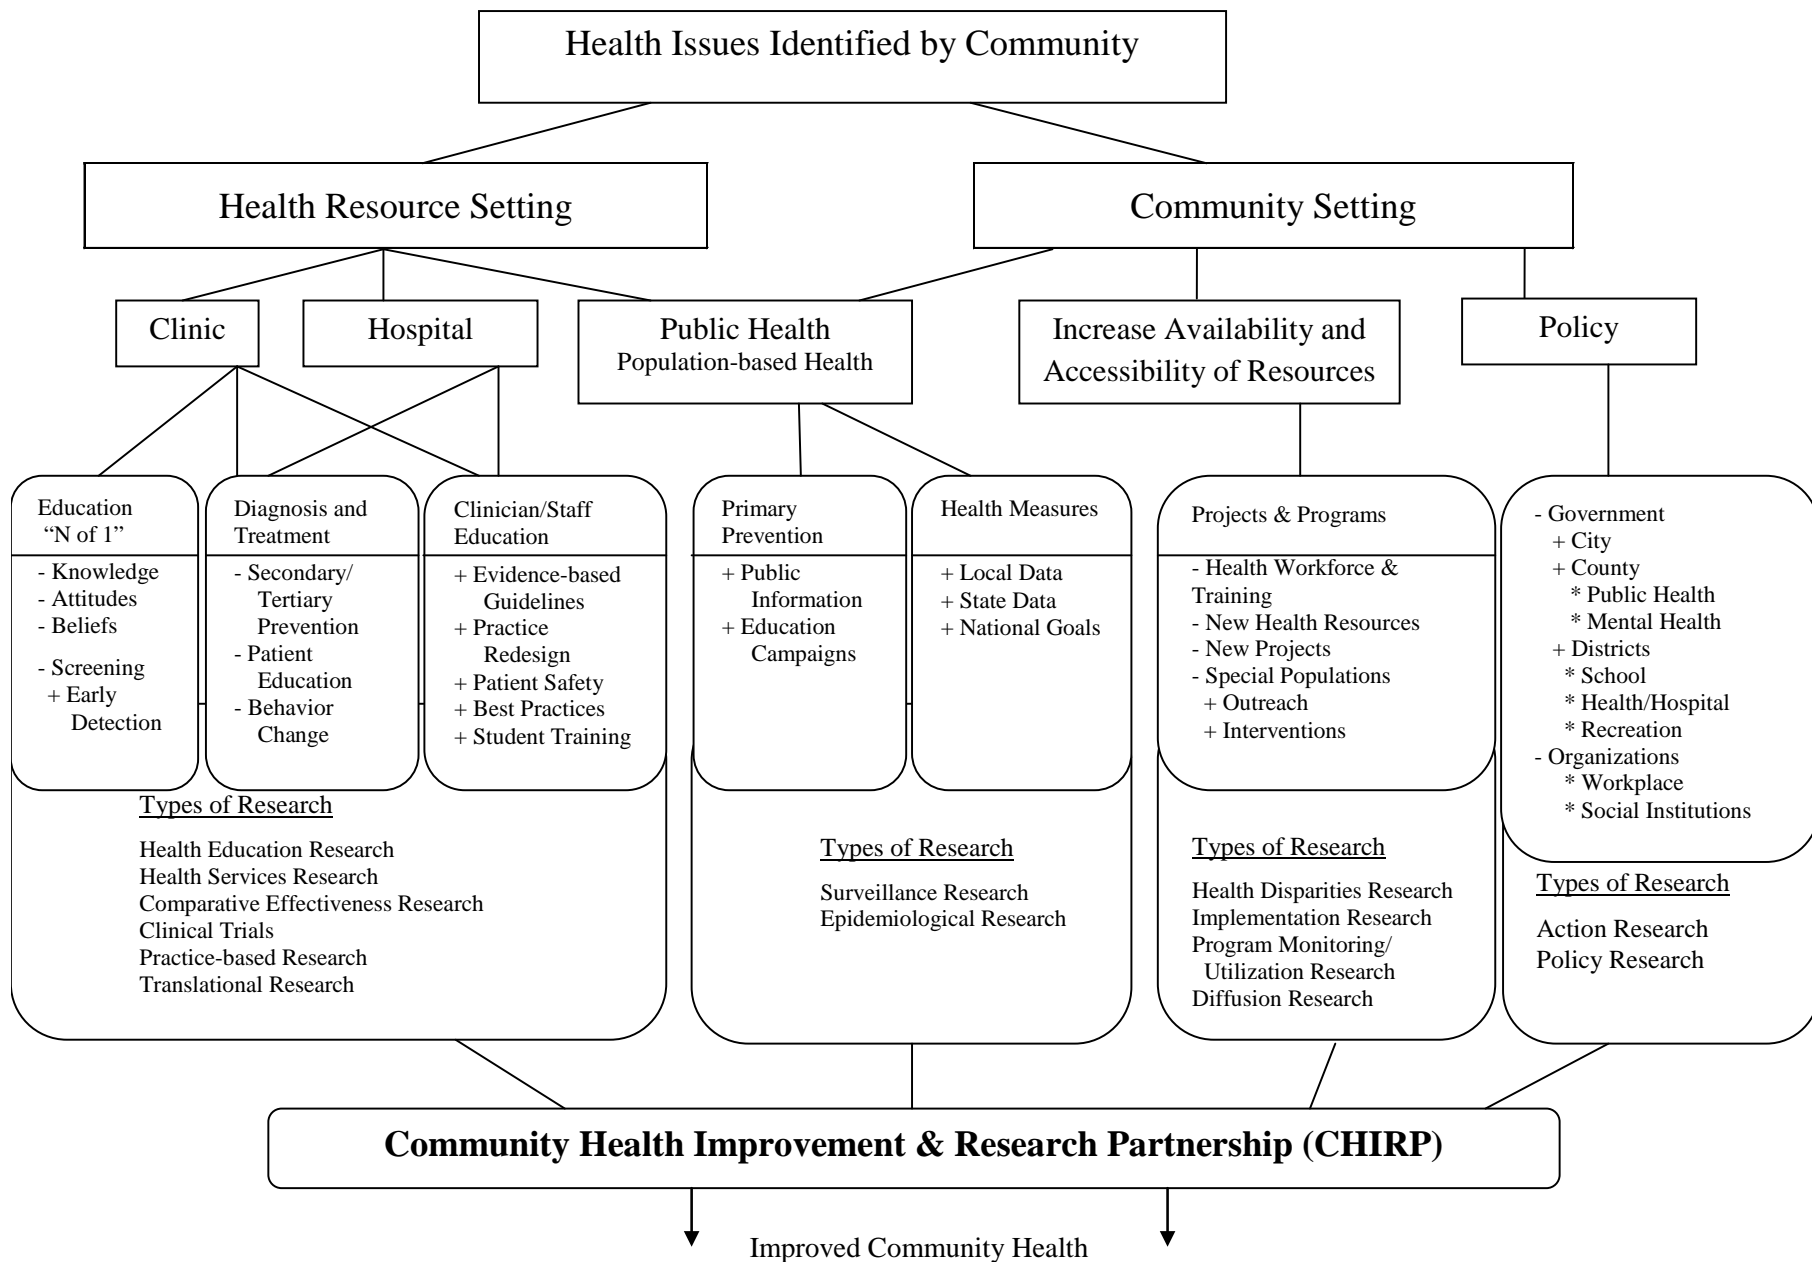 Health Issues Identified by Community
Health Resource Setting
Community Setting
Clinic
Hospital
Public Health
Population-based Health
Increase Availability and
Accessibility of Resources
Policy
Education
“N of 1”
- Knowledge
- Attitudes
- Beliefs
- Screening
+ Early
Detection
Diagnosis and
Treatment
- Secondary/
Tertiary
Prevention
- Patient
Education
- Behavior
Change
Clinician/Staff
Education
+ Evidence-based
Guidelines
+ Practice
Redesign
+ Patient Safety
+ Best Practices
+ Student Training
Primary
Prevention
+ Public
Information
+ Education
Campaigns
Health Measures
+ Local Data
+ State Data
+ National Goals
Projects & Programs
- Health Workforce &
Training
- New Health Resources
- New Projects
- Special Populations
+ Outreach
+ Interventions
- Government
+ City
+ County
* Public Health
* Mental Health
+ Districts
* School
* Health/Hospital
* Recreation
- Organizations
* Workplace
* Social Institutions
Types of Research
Health Education Research
Health Services Research
Comparative Effectiveness Research
Clinical Trials
Practice-based Research
Translational Research
Types of Research
Surveillance Research
Epidemiological Research
Types of Research
Health Disparities Research
Implementation Research
Program Monitoring/
Utilization Research
Diffusion Research
Types of Research
Action Research
Policy Research
Community Health Improvement & Research Partnership (CHIRP)
Improved Community Health